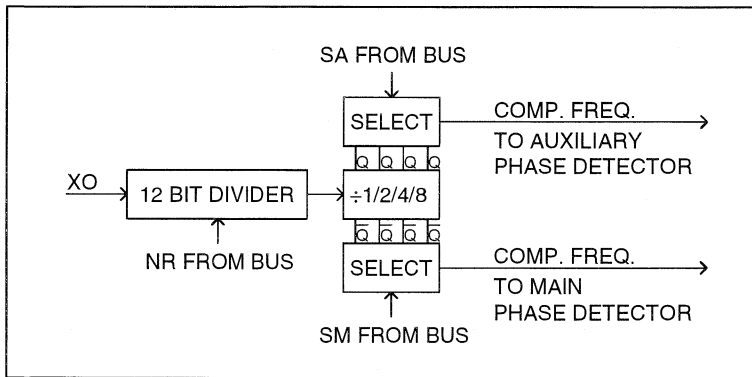 SA FROM BUS
SELECT
COMP. FREQ.
TO AUXILIARY
PHASE DETECTOR
Q Q Q Q
XO
12 BIT DIVIDER
÷1/2/4/8
Q̅ Q̅ Q̅ Q̅
NR FROM BUS
SELECT
COMP. FREQ.
TO MAIN
PHASE DETECTOR
SM FROM BUS